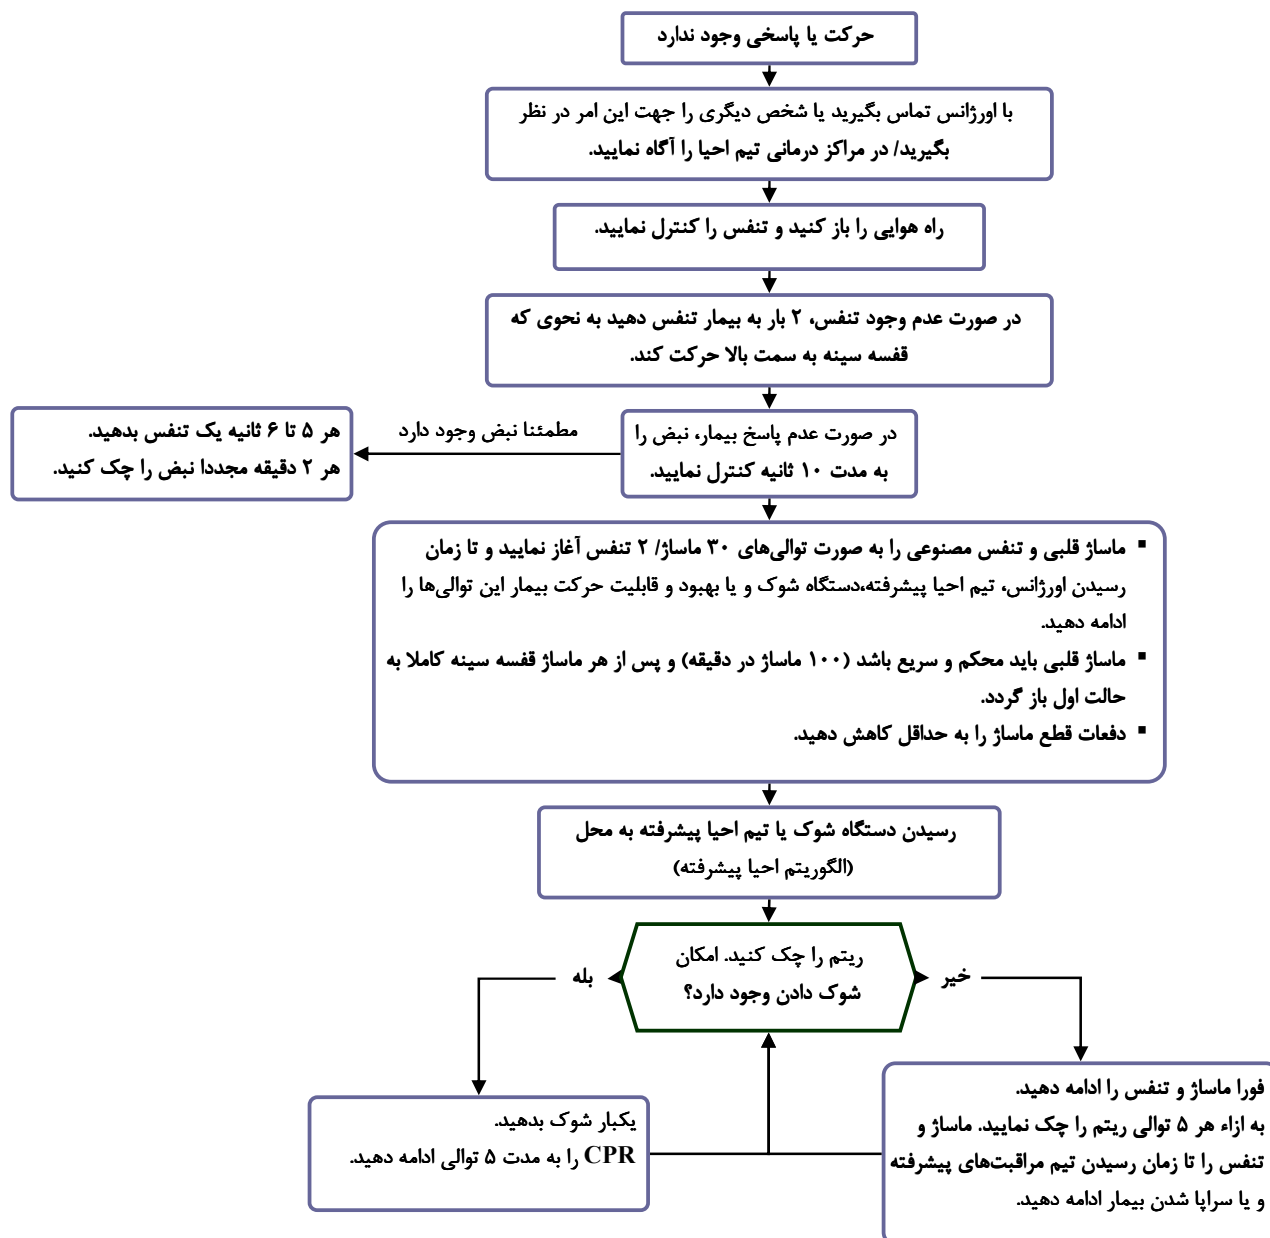 حرکت یا پاسخی وجود ندارد
با اورژانس تماس بگیرید یا شخص دیگری را جهت این امر در نظر
بگیرید/ در مراکز درمانی تیم احیا را آگاه نمایید.
راه هوایی را باز کنید و تنفس را کنترل نمایید.
در صورت عدم وجود تنفس، ۲ بار به بیمار تنفس دهید به نحوی که
قفسه سینه به سمت بالا حرکت کند.
در صورت عدم پاسخ بیمار، نبض را
به مدت ۱۰ ثانیه کنترل نمایید.
مطمئنا نبض وجود دارد
هر ۵ تا ۶ ثانیه یک تنفس بدهید.
هر ۲ دقیقه مجددا نبض را چک کنید.
▪ ماساژ قلبی و تنفس مصنوعی را به صورت توالی‌های ۳۰ ماساژ/ ۲ تنفس آغاز نمایید و تا زمان
رسیدن اورژانس، تیم احیا پیشرفته،دستگاه شوک و یا بهبود و قابلیت حرکت بیمار این توالی‌ها را
ادامه دهید.
▪ ماساژ قلبی باید محکم و سریع باشد (۱۰۰ ماساژ در دقیقه) و پس از هر ماساژ قفسه سینه کاملا به
حالت اول باز گردد.
▪ دفعات قطع ماساژ را به حداقل کاهش دهید.
رسیدن دستگاه شوک یا تیم احیا پیشرفته به محل
(الگوریتم احیا پیشرفته)
ریتم را چک کنید. امکان
شوک دادن وجود دارد؟
خیر
بله
فورا ماساژ و تنفس را ادامه دهید.
به ازاء هر ۵ توالی ریتم را چک نمایید. ماساژ و
تنفس را تا زمان رسیدن تیم مراقبت‌های پیشرفته
و یا سراپا شدن بیمار ادامه دهید.
یکبار شوک بدهید.
CPR را به مدت ۵ توالی ادامه دهید.